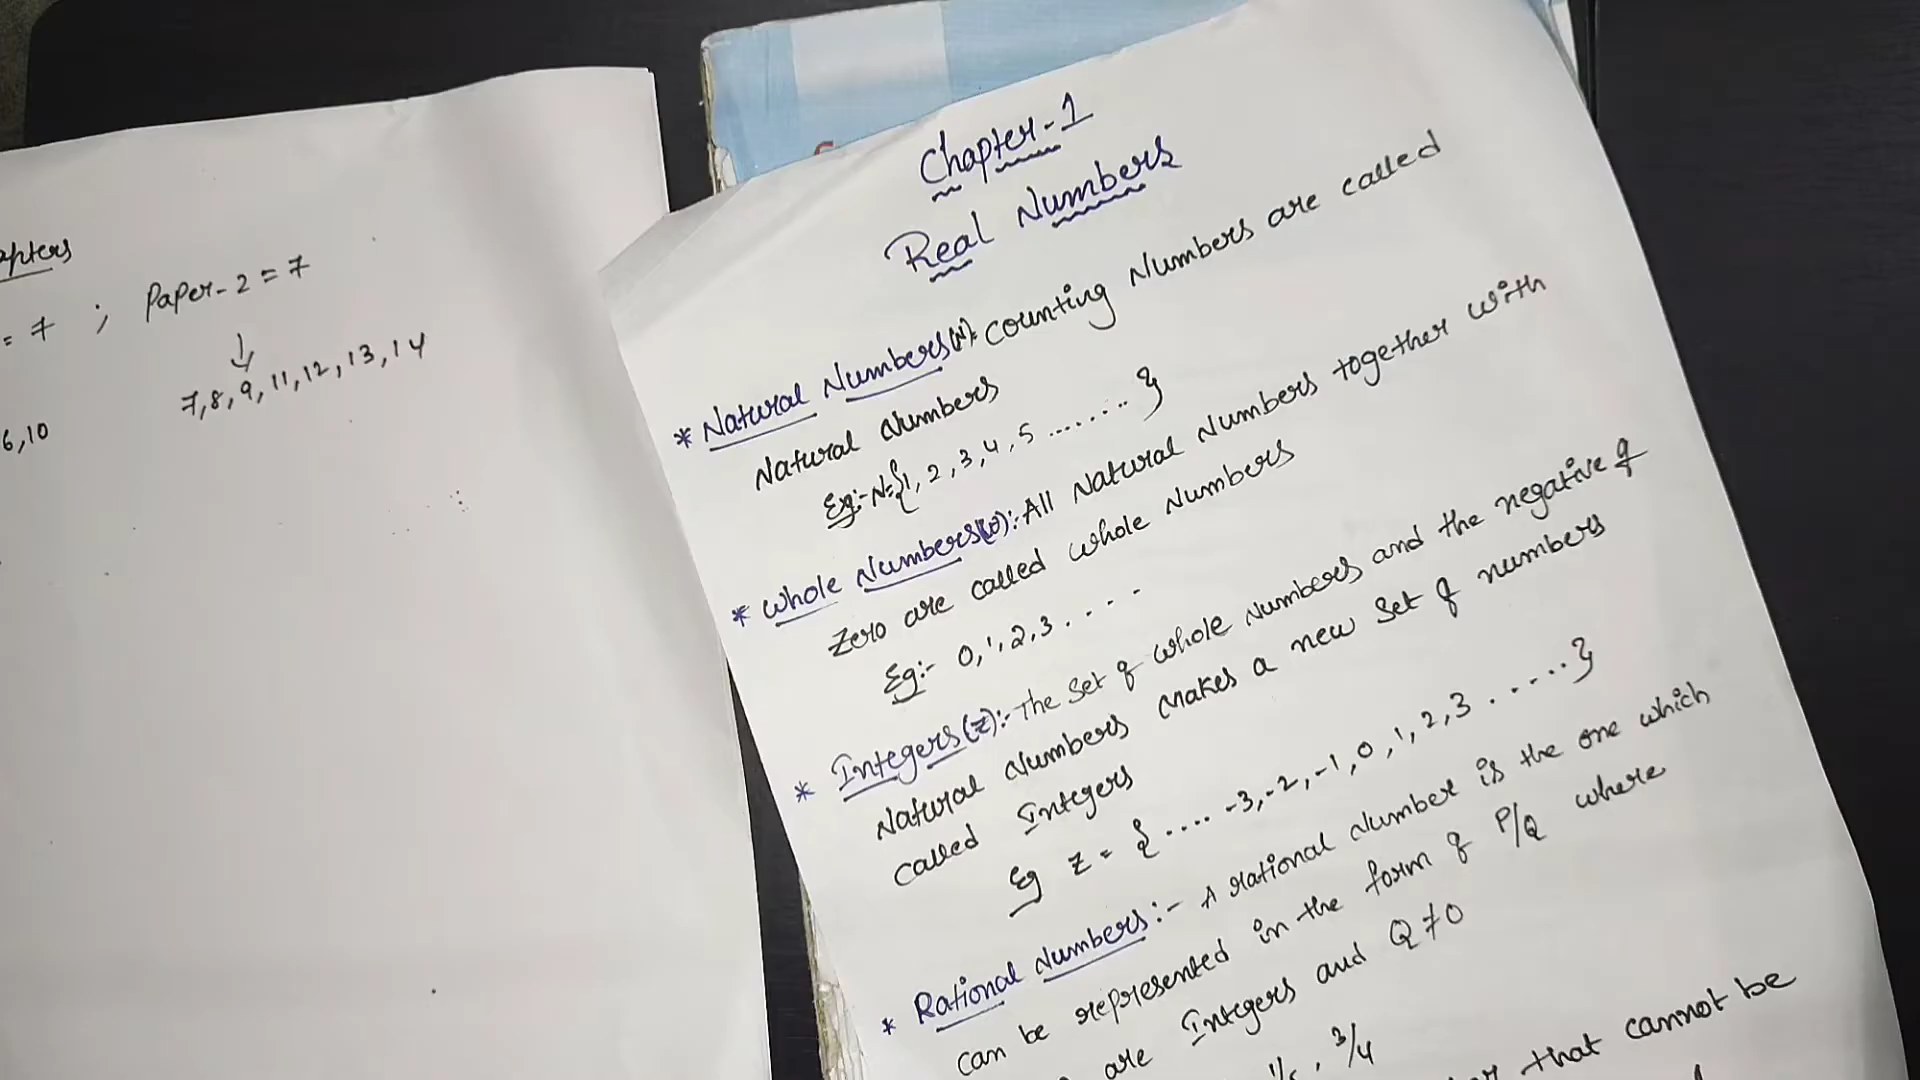 = 7 ; Paper-2 = 7
↓
7,8,9,11,12,13,14
6,10
Chapter-1
Real Numbers
* Natural Numbers(N): counting Numbers are called
Natural Numbers
Eg:- N={1, 2, 3, 4, 5 ....... }
* Whole Numbers(W):- All Natural Numbers together with
Zero are called whole Numbers
Eg:- 0, 1, 2, 3 . . . .
* Integers(Z):- The set of whole Numbers and the negative of
Natural Numbers makes a new set of numbers
called Integers
Eg Z = { .... -3, -2, -1, 0, 1, 2, 3 ..... }
* Rational Numbers:- A rational Number is the one which
can be represented in the form of P/Q where
are Integers and Q ≠ 0
, 3/4
that cannot be